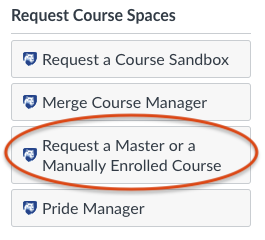 Request Course Spaces
Request a Course Sandbox
Merge Course Manager
Request a Master or a
Manually Enrolled Course
Pride Manager